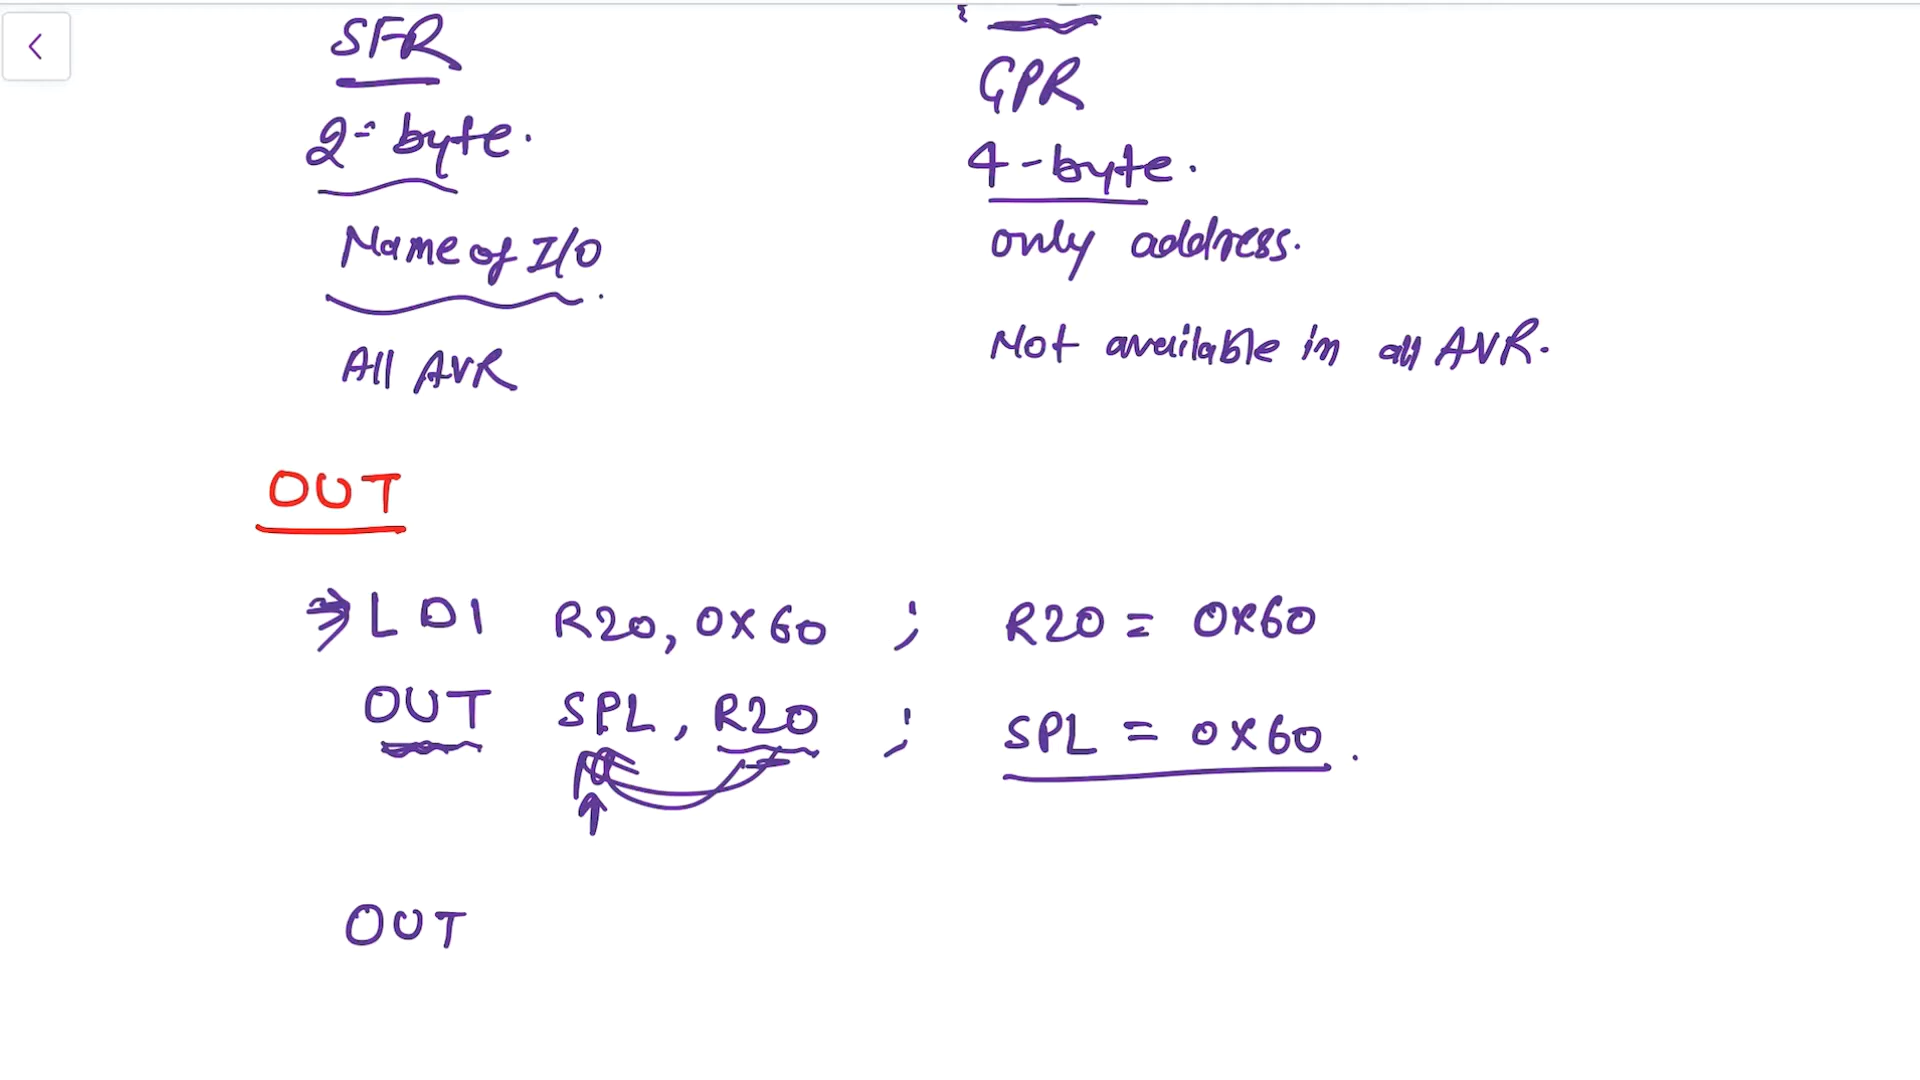 SFR
2-byte.
Name of I/O.
All AVR
GPR
4-byte.
only address.
Not available in all AVR.
OUT
LDI R20, 0X60 ; R20 = 0X60
OUT SPL, R20 ; SPL = 0X60.
OUT